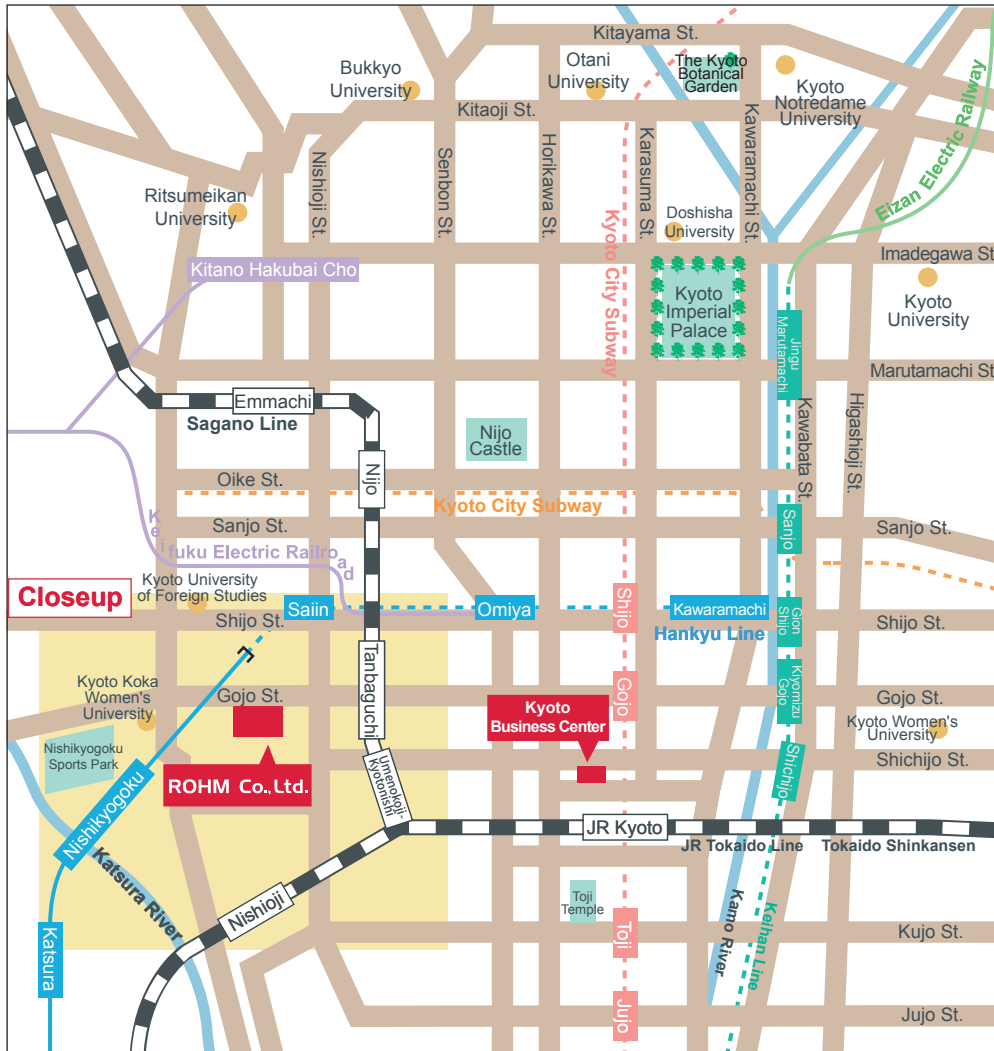 Kitayama St.
Bukkyo
University
Otani
University
The Kyoto
Botanical
Garden
Kyoto
Notredame
University
Kitaoji St.
Nishioji St.
Senbon St.
Horikawa St.
Karasuma St.
Kawaramachi St.
Eizan Electric Railway
Ritsumeikan
University
Doshisha
University
Kyoto City Subway
Imadegawa St
Kitano Hakubai Cho
Kyoto
Imperial
Palace
Kyoto
University
Jingu
Marutamachi
Marutamachi St
Emmachi
Sagano Line
Kawabata St.
Higashioji St.
Nijo
Castle
Nijo
Oike St.
Kyoto City Subway
Sanjo St.
Sanjo
Sanjo St.
Keifuku Electric Railroad
Kyoto University
of Foreign Studies
Closeup
Saiin
Omiya
Shijo
Kawaramachi
Gion
Shijo
Shijo St.
Hankyu Line
Shijo St.
Tanbaguchi
Kyoto Koka
Women's
University
Gojo St.
Gojo
Kiyomizu
Gojo
Gojo St.
Kyoto
Business Center
Kyoto Women's
University
Nishikyogoku
Sports Park
Shichijo
Shichijo St.
Umenokoji-
Kyotonishi
ROHM Co.,Ltd.
Nishikyogoku
JR Kyoto
JR Tokaido Line
Tokaido Shinkansen
Katsura River
Nishioji
Toji
Temple
Toji
Kamo River
Keihan Line
Kujo St.
Katsura
Jujo
Jujo St.